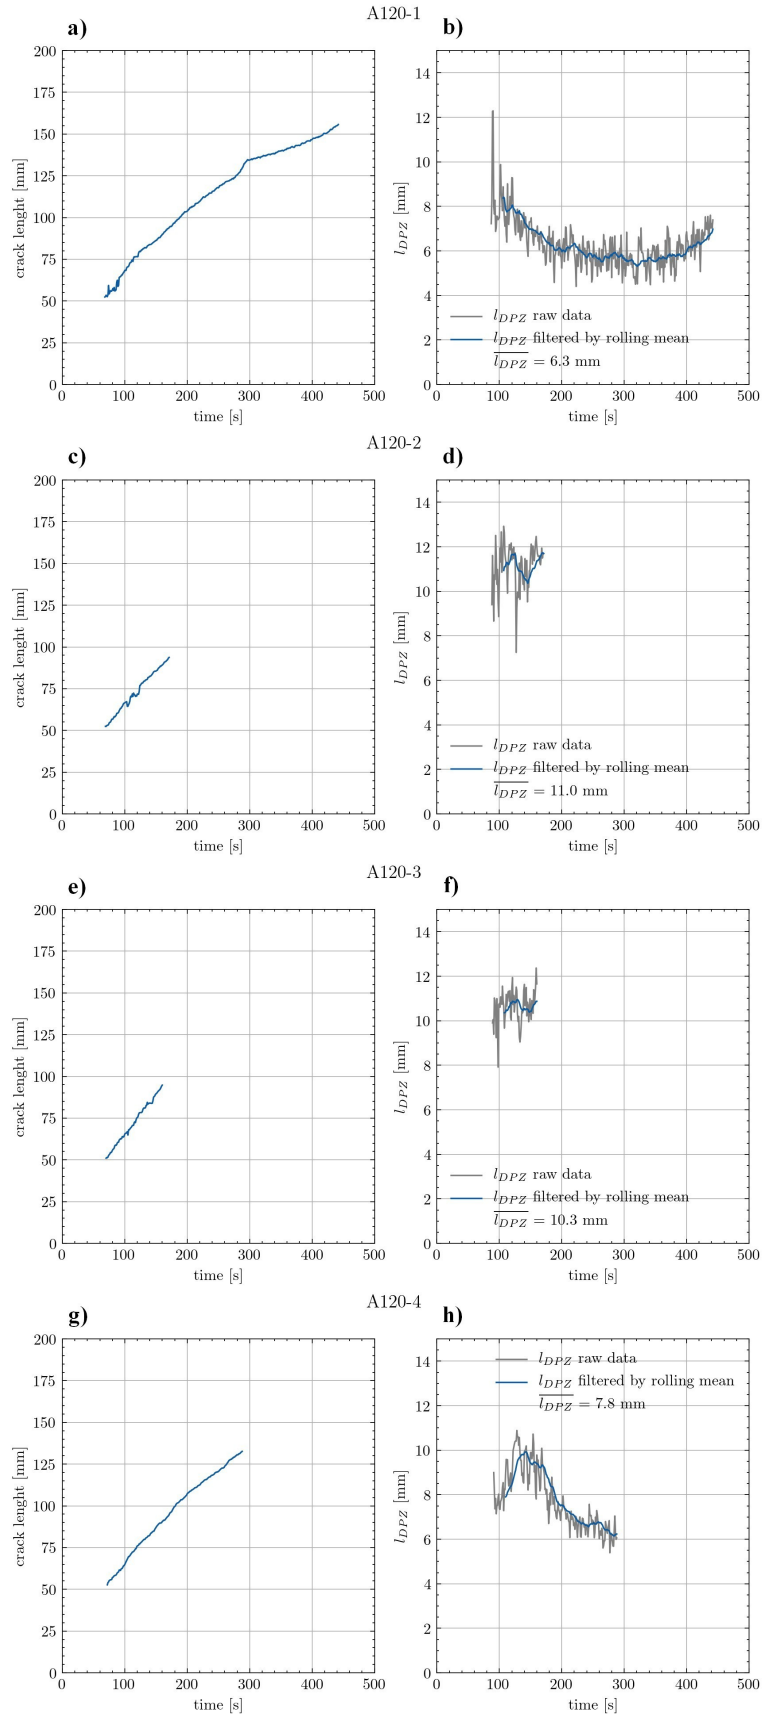 A120-1
a)
200
175
150
125
100
75
50
25
0
crack lenght [mm]
0 100 200 300 400 500
time [s]
b)
14
12
10
8
6
4
2
0
l_DPZ [mm]
l_DPZ raw data
l_DPZ filtered by rolling mean
l_DPZ = 6.3 mm
0 100 200 300 400 500
time [s]
A120-2
c)
200
175
150
125
100
75
50
25
0
crack lenght [mm]
0 100 200 300 400 500
time [s]
d)
14
12
10
8
6
4
2
0
l_DPZ [mm]
l_DPZ raw data
l_DPZ filtered by rolling mean
l_DPZ = 11.0 mm
0 100 200 300 400 500
time [s]
A120-3
e)
200
175
150
125
100
75
50
25
0
crack lenght [mm]
0 100 200 300 400 500
time [s]
f)
14
12
10
8
6
4
2
0
l_DPZ [mm]
l_DPZ raw data
l_DPZ filtered by rolling mean
l_DPZ = 10.3 mm
0 100 200 300 400 500
time [s]
A120-4
g)
200
175
150
125
100
75
50
25
0
crack lenght [mm]
0 100 200 300 400 500
time [s]
h)
14
12
10
8
6
4
2
0
l_DPZ [mm]
l_DPZ raw data
l_DPZ filtered by rolling mean
l_DPZ = 7.8 mm
0 100 200 300 400 500
time [s]